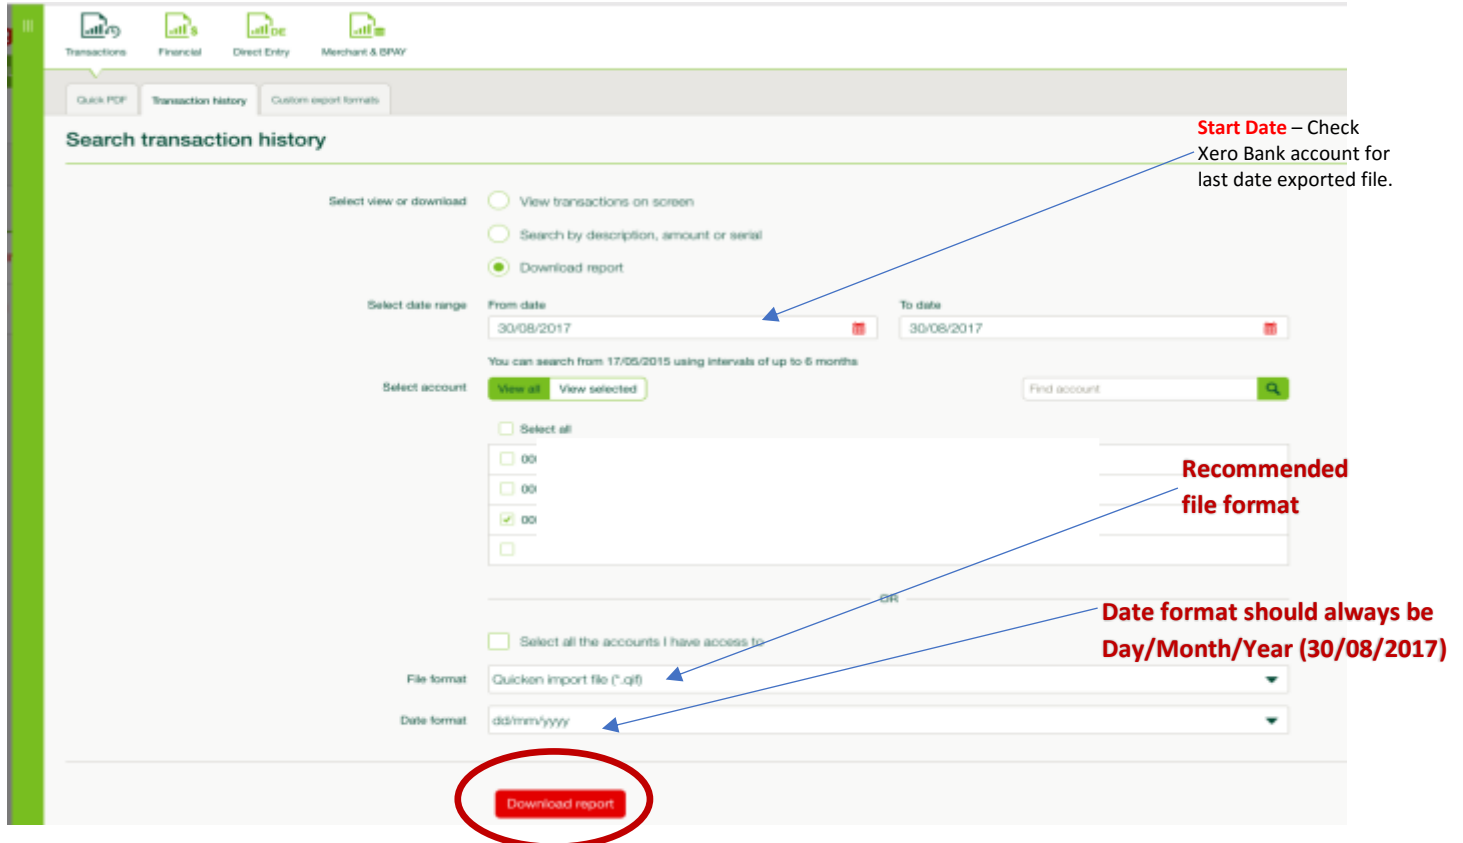 Transactions Financial Direct Entry Merchant & BPAY
Quick PDF Transaction history Custom export formats
Search transaction history
Start Date – Check
Xero Bank account for
last date exported file.
Select view or download View transactions on screen
Search by description, amount or serial
Download report
Select date range From date To date
30/08/2017 30/08/2017
You can search from 17/05/2015 using intervals of up to 6 months
Select account View all View selected Find account
Select all
00
00
00
Recommended
file format
OR
Date format should always be
Day/Month/Year (30/08/2017)
Select all the accounts I have access to
File format Quicken import file (*.qif)
Date format dd/mm/yyyy
Download report